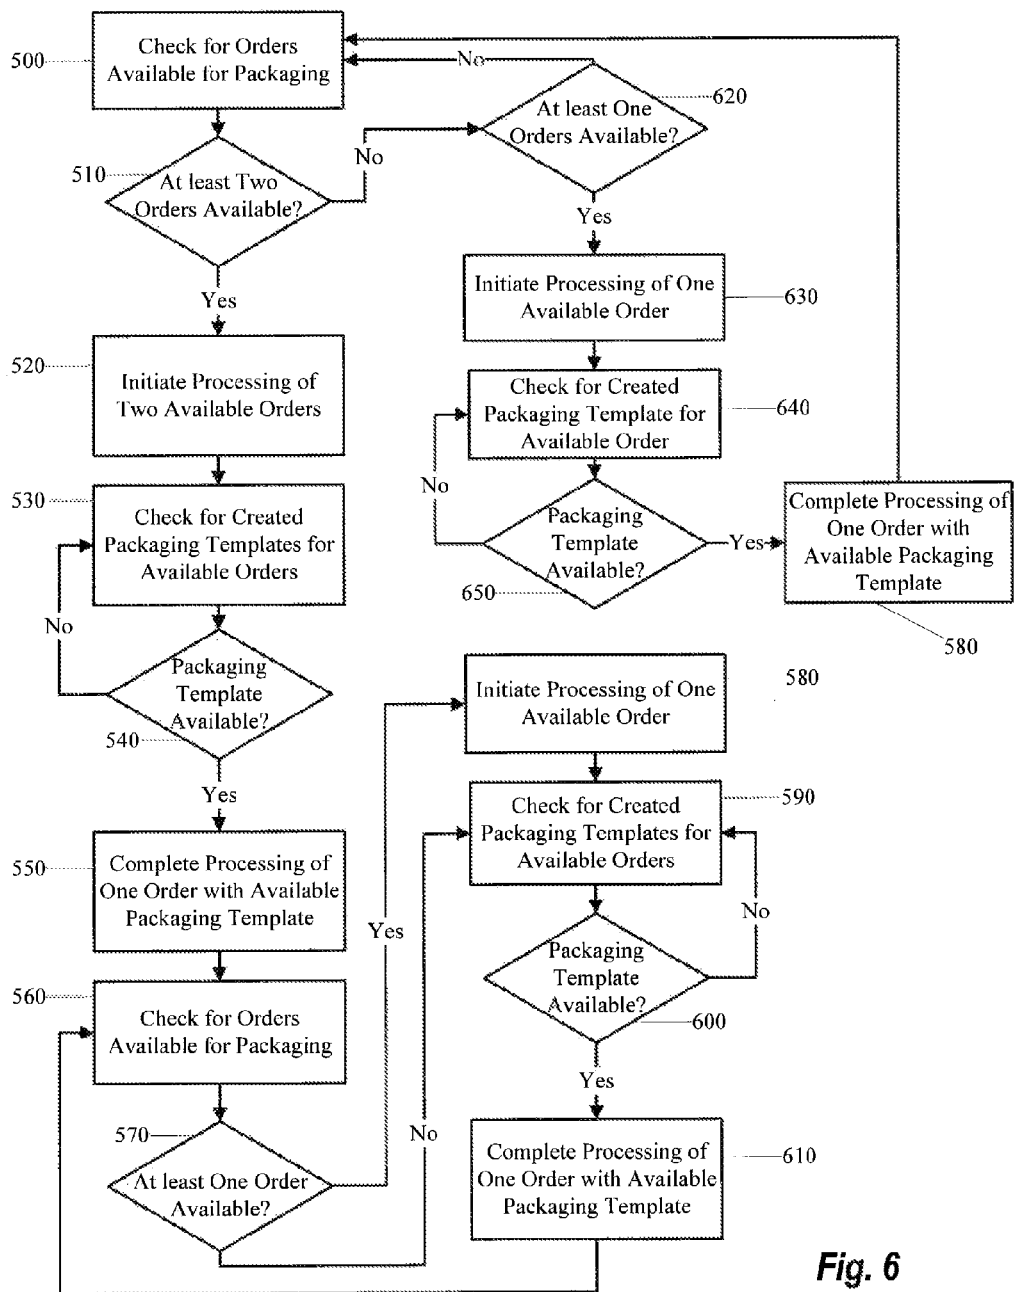 500
Check for Orders
Available for Packaging
No
At least One
Orders Available?
620
510
At least Two
Orders Available?
No
Yes
Yes
Initiate Processing of One
Available Order
630
520
Initiate Processing of
Two Available Orders
Check for Created
Packaging Template for
Available Order
640
No
530
Check for Created
Packaging Templates for
Available Orders
No
Packaging
Template
Available?
650
Yes
Complete Processing of
One Order with
Available Packaging
Template
580
Packaging
Template
Available?
540
Yes
Initiate Processing of One
Available Order
580
Check for Created
Packaging Templates for
Available Orders
590
No
550
Complete Processing of
One Order with Available
Packaging Template
Yes
Packaging
Template
Available?
600
560
Check for Orders
Available for Packaging
Yes
570
At least One Order
Available?
No
Complete Processing of
One Order with Available
Packaging Template
610
Fig. 6